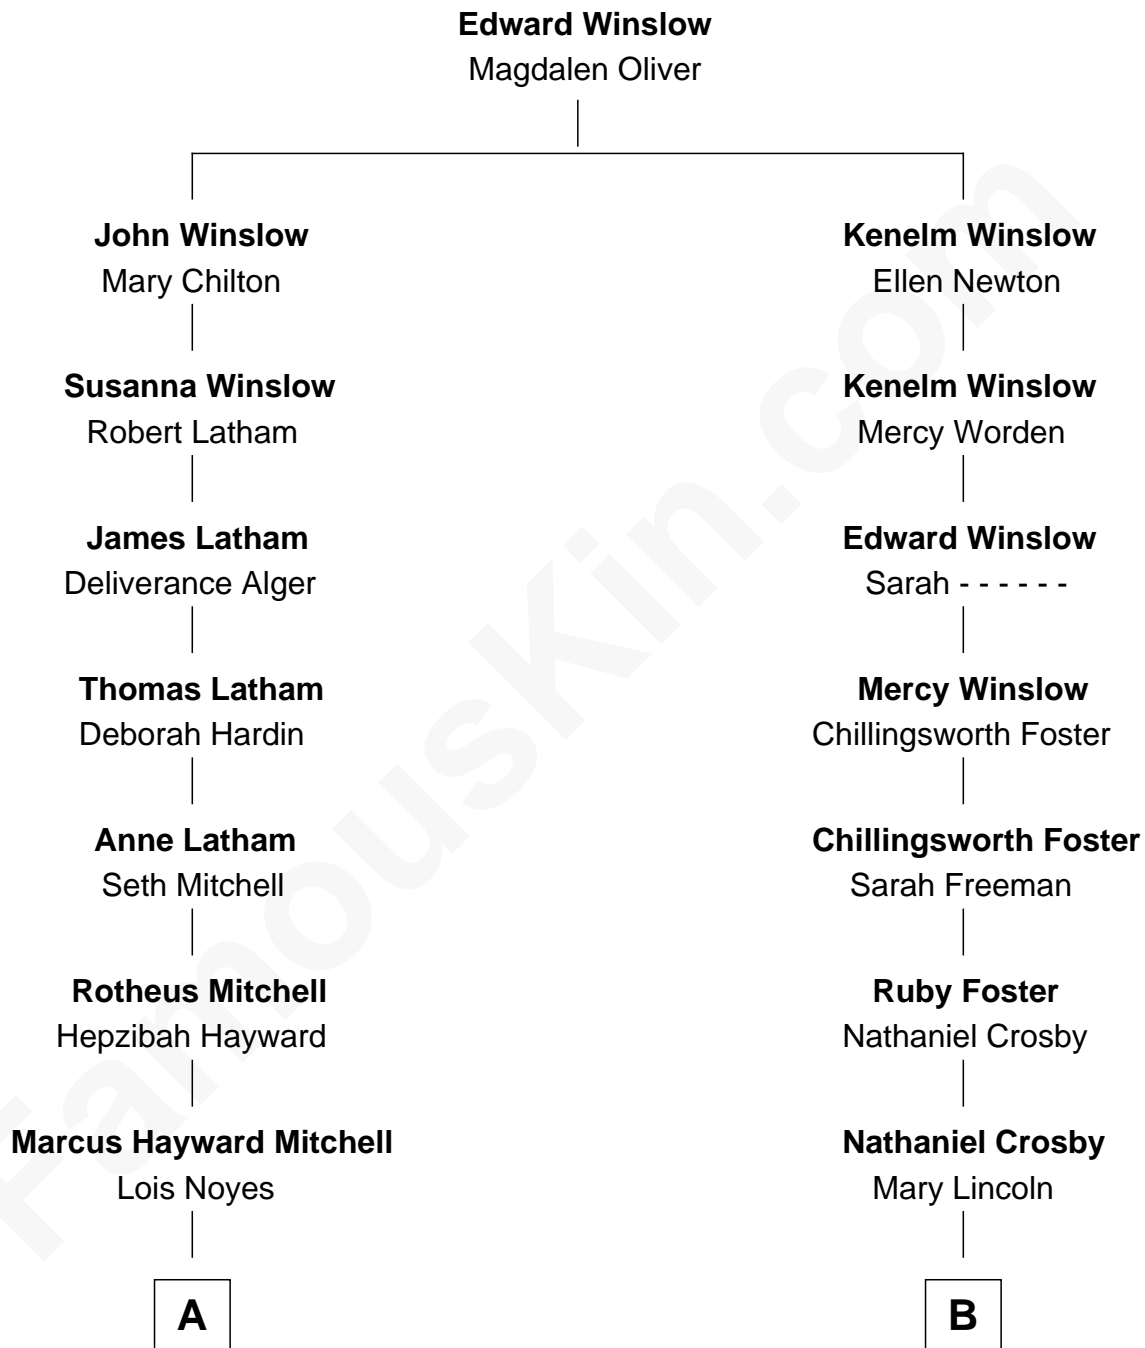 Edward Winslow
Magdalen Oliver
John Winslow
Mary Chilton
Kenelm Winslow
Ellen Newton
Susanna Winslow
Robert Latham
Kenelm Winslow
Mercy Worden
James Latham
Deliverance Alger
Edward Winslow
Sarah - - - - - -
Thomas Latham
Deborah Hardin
Mercy Winslow
Chillingsworth Foster
Anne Latham
Seth Mitchell
Chillingsworth Foster
Sarah Freeman
Rotheus Mitchell
Hepzibah Hayward
Ruby Foster
Nathaniel Crosby
Marcus Hayward Mitchell
Lois Noyes
Nathaniel Crosby
Mary Lincoln
A
B
FamousKin.com